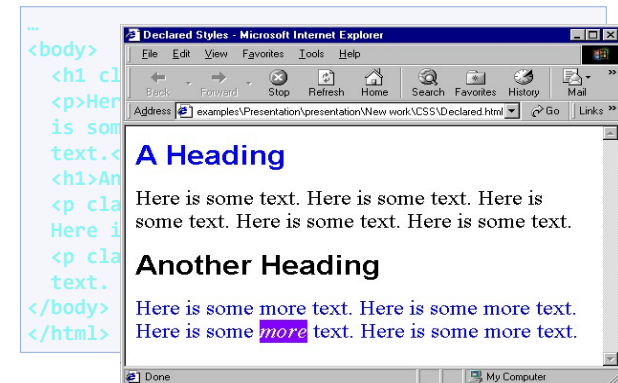 …
<body>
<h1 cl
<p>Her
is som
text.<
<h1>An
<p cla
Here i
<p cla
text.
</body>
</html>
Declared Styles - Microsoft Internet Explorer
File Edit View Favorites Tools Help
Back Forward Stop Refresh Home Search Favorites History Mail »
Address examples\Presentation\presentation\New work\CSS\Declared.html Go Links »
A Heading
Here is some text. Here is some text. Here is
some text. Here is some text. Here is some text.
Another Heading
Here is some more text. Here is some more text.
Here is some more text. Here is some more text.
Done My Computer